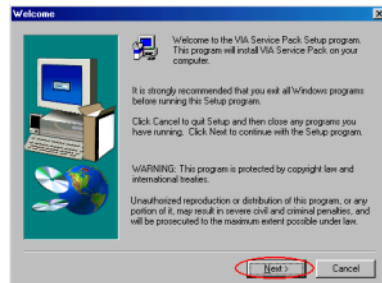 Welcome
Welcome to the VIA Service Pack Setup program.
This program will install VIA Service Pack on your
computer.
It is strongly recommended that you exit all Windows programs
before running this Setup program.
Click Cancel to quit Setup and then close any programs you
have running. Click Next to continue with the Setup program.
WARNING: This program is protected by copyright law and
international treaties.
Unauthorized reproduction or distribution of this program, or any
portion of it, may result in severe civil and criminal penalties, and
will be prosecuted to the maximum extent possible under law.
Next >
Cancel